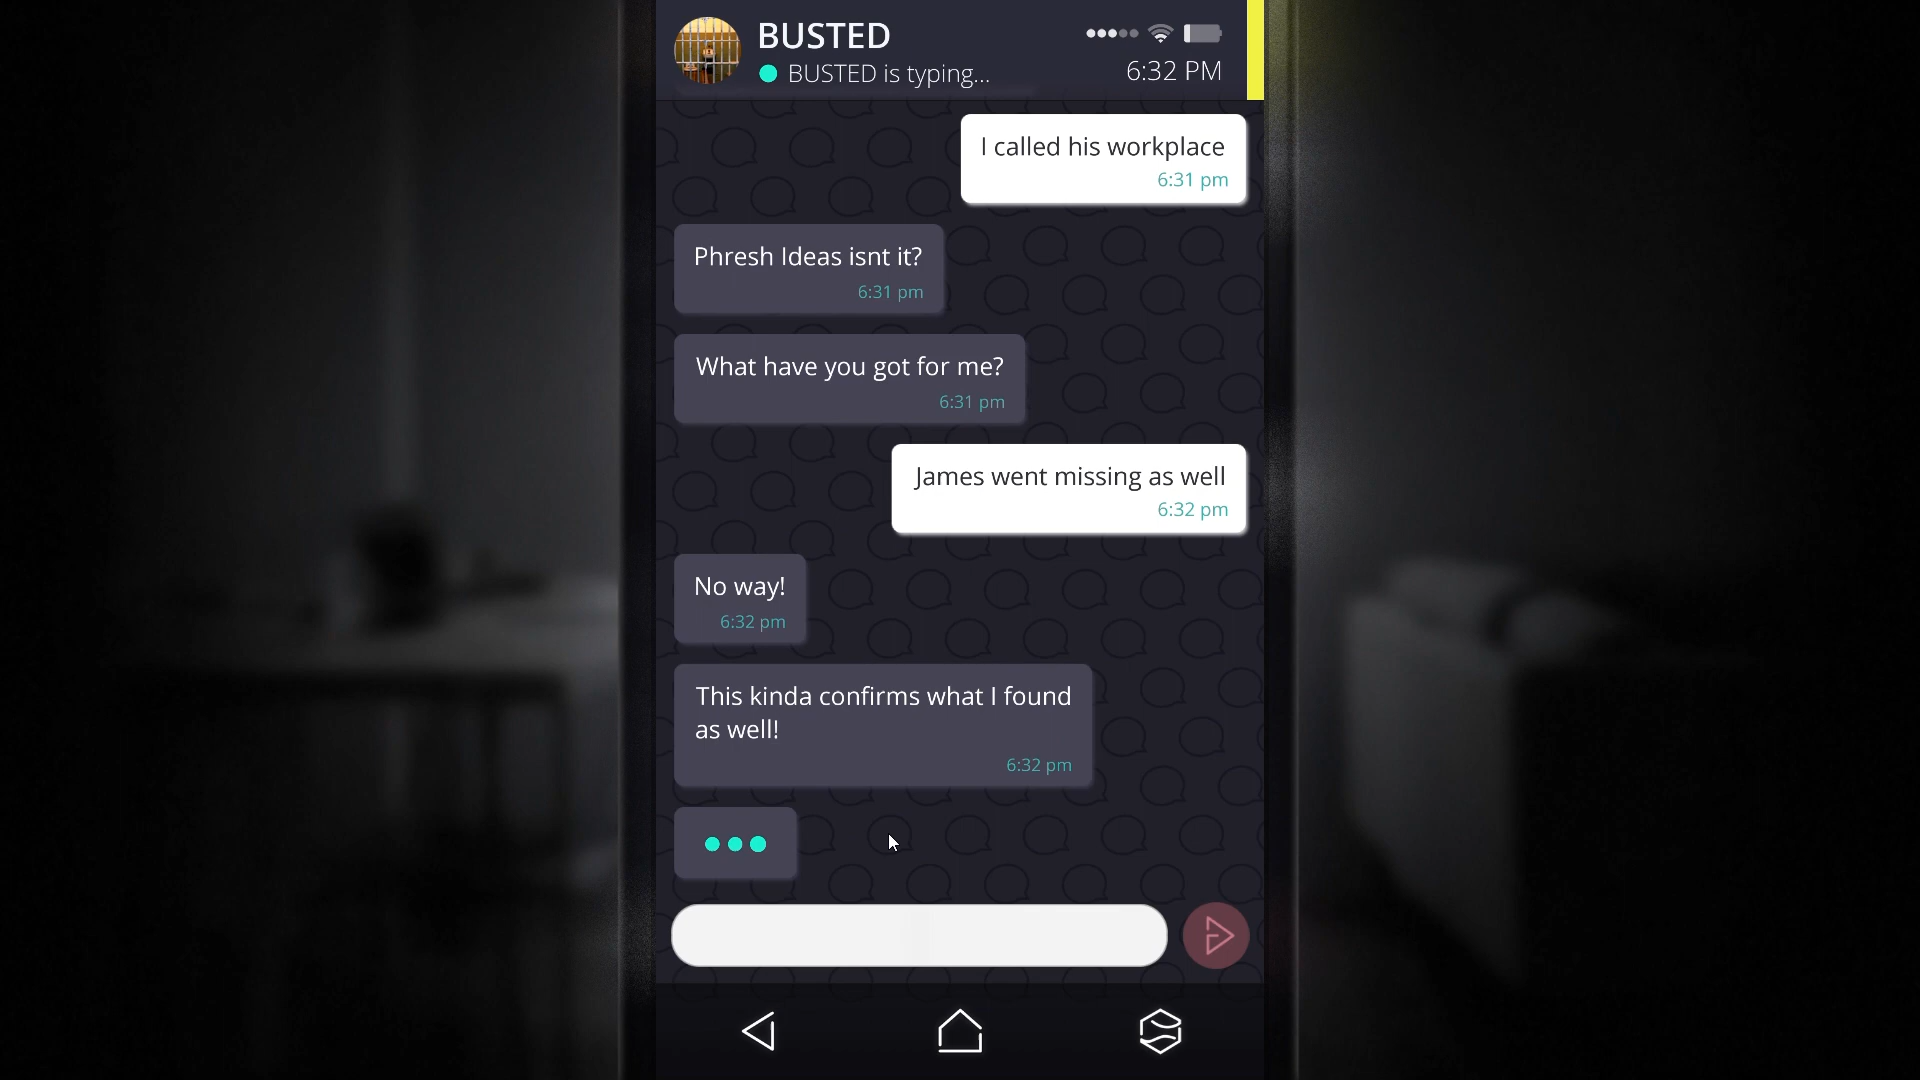 BUSTED
BUSTED is typing...
6:32 PM
I called his workplace
6:31 pm
Phresh Ideas isnt it?
6:31 pm
What have you got for me?
6:31 pm
James went missing as well
6:32 pm
No way!
6:32 pm
This kinda confirms what I found
as well!
6:32 pm